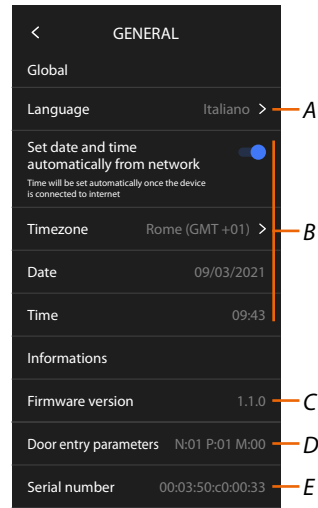 < GENERAL
Global
Language Italiano > A
Set date and time
automatically from network
Time will be set automatically once the device
is connected to internet
Timezone Rome (GMT +01) > B
Date 09/03/2021
Time 09:43
Informations
Firmware version 1.1.0 C
Door entry parameters N:01 P:01 M:00 D
Serial number 00:03:50:c0:00:33 E